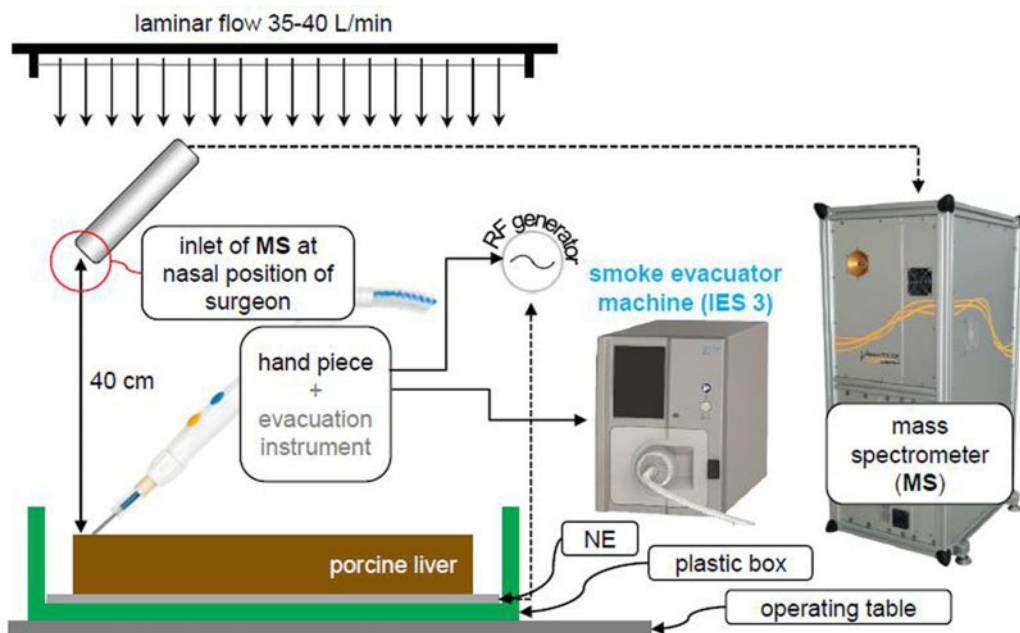 laminar flow 35-40 L/min
RF generator
inlet of MS at
nasal position of
surgeon
smoke evacuator
machine (IES 3)
40 cm
hand piece
+
evacuation
instrument
mass
spectrometer
(MS)
NE
porcine liver
plastic box
operating table